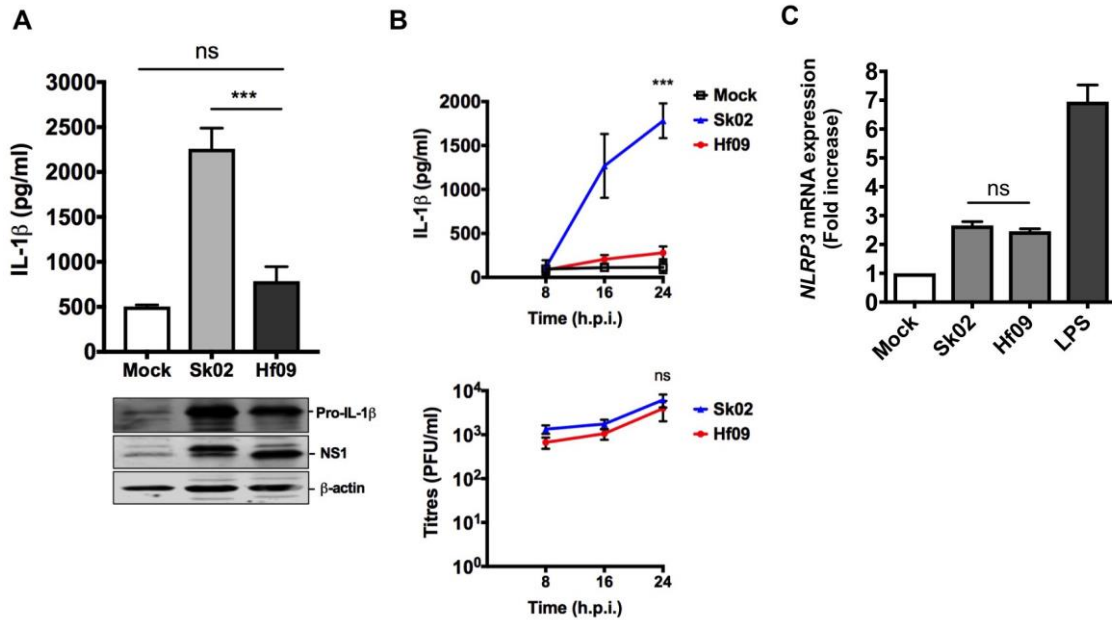 A
ns
***
IL-1β (pg/ml)
3000
2500
2000
1500
1000
500
0
Mock Sk02 Hf09
Pro-IL-1β
NS1
β-actin
B
***
IL-1β (pg/ml)
2000
1500
1000
500
0
8 16 24
Time (h.p.i.)
Mock
Sk02
Hf09
ns
Titres (PFU/ml)
10⁴
10³
10²
10¹
10⁰
8 16 24
Time (h.p.i.)
Sk02
Hf09
C
NLRP3 mRNA expression
(Fold increase)
8
7
6
5
4
3
2
1
0
ns
Mock Sk02 Hf09 LPS